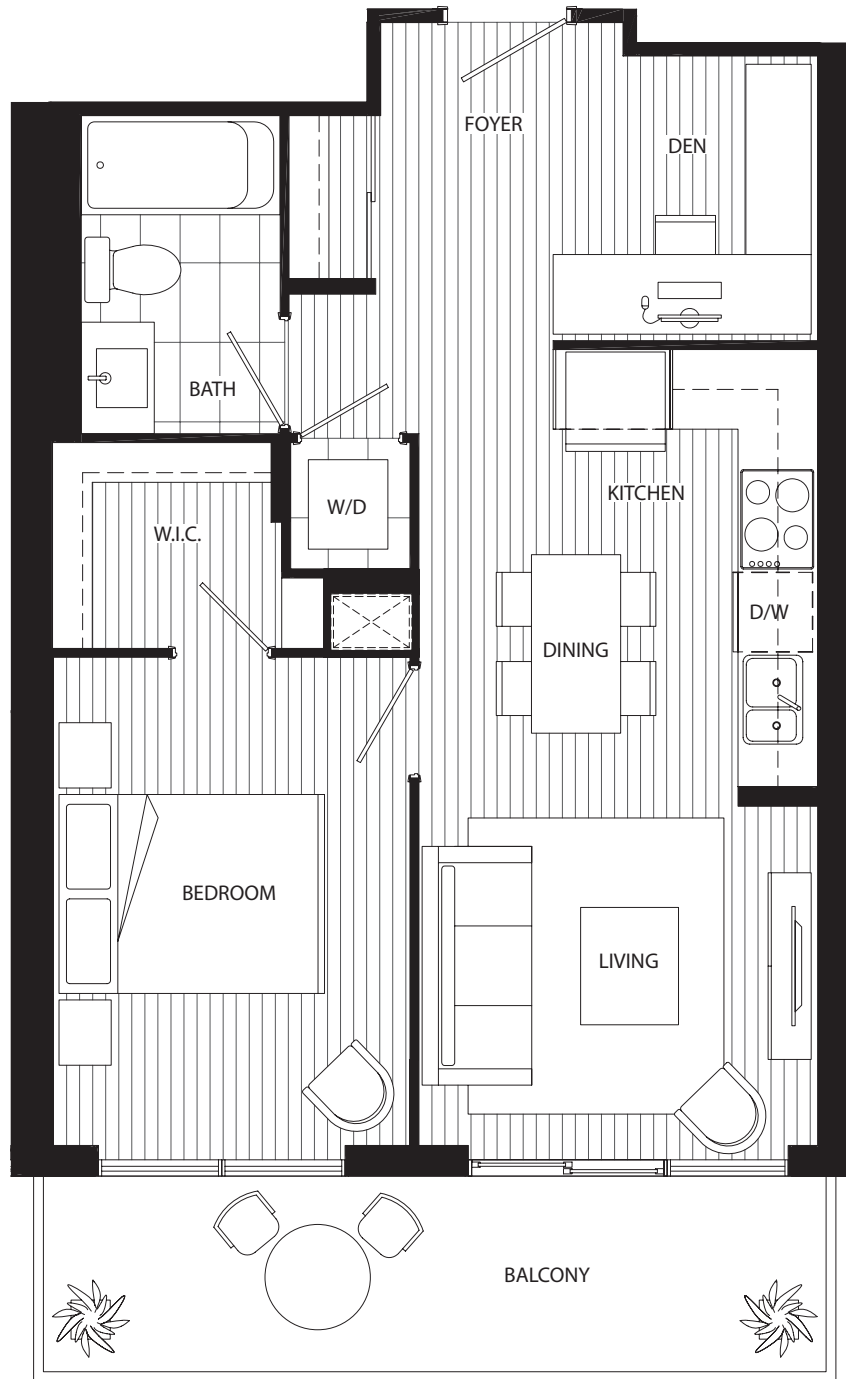 FOYER
DEN
BATH
KITCHEN
W/D
W.I.C.
D/W
DINING
BEDROOM
LIVING
BALCONY